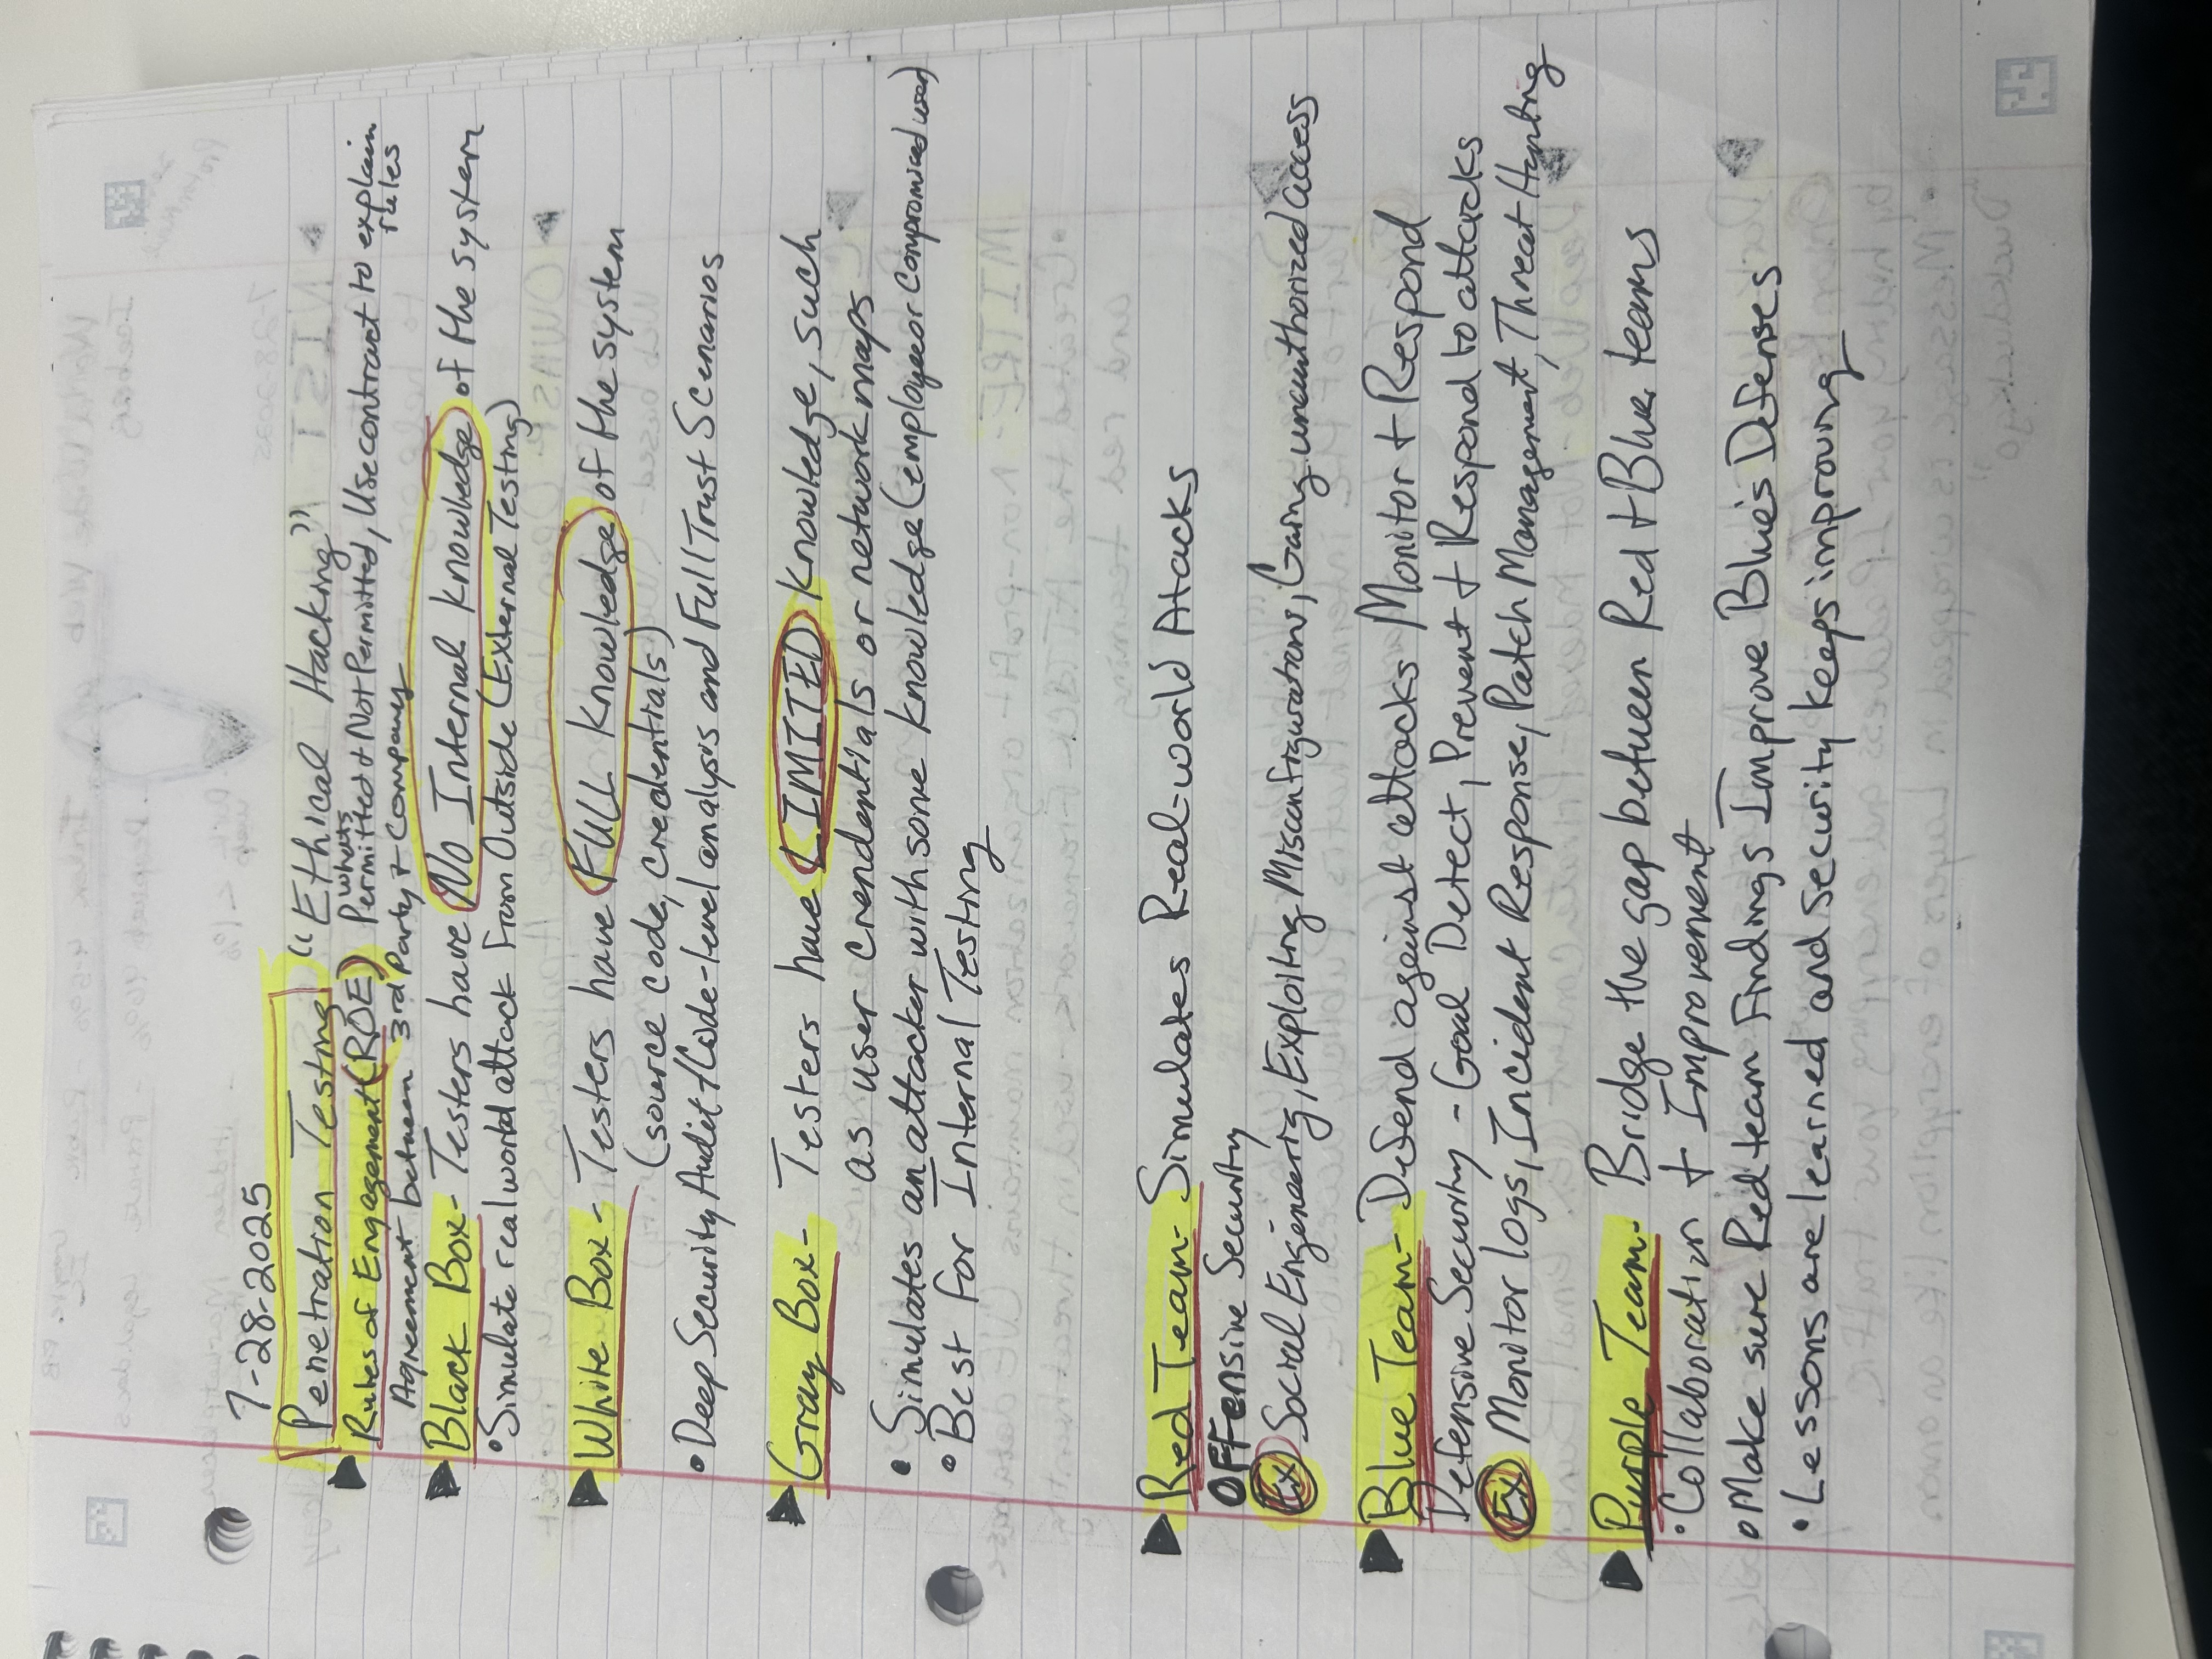 7-28-2025
Penetration Testing "Ethical Hacking"
Rules of Engagement (ROE) whats Permitted + Not Permitted, Use contract to explain rules
Agreement between 3rd Party + Company
Black Box - Testers have No Internal Knowledge of the system
• Simulate real world attack From Outside (External Testing)
White Box - Testers have FULL Knowledge of the system
(source code, credentials)
• Deep Security Audit + Code-level analysis and Full Trust Scenarios
Gray Box - Testers have LIMITED Knowledge, such
as user crendentials or network maps
• Simulates an attacker with some Knowledge (employee or compromised user)
• Best for Internal Testing
Red Team - Simulates Real-world Atacks
OFFensive Security
Ex Social Engineerig, Exploiting Misconfigurations, Gaing unauthorized access
Blue Team - Defend against attacks Monitor + Respond
Defensive Security - Goal Detect, Prevent + Respond to attacks
Ex Monitor logs, Incident Response, Patch Management, Threat Hunting
Purple Team - Bridge the gap between Red + Blue teams
• Collaboration + Improvement
• Make sure Red team Findings Improve Blue's Defenses
• Lessons are learned and security keeps improving